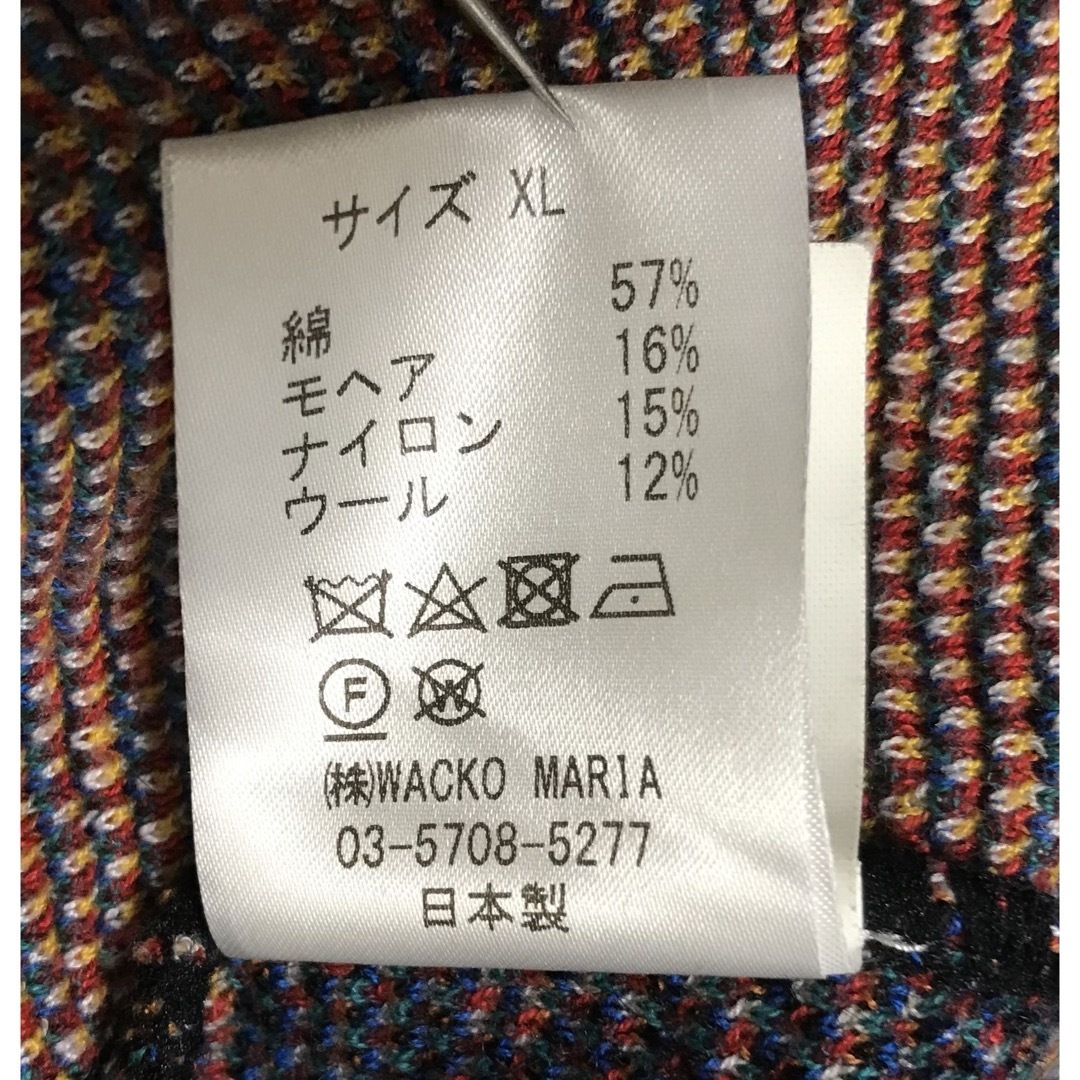 サイズ XL
綿 57%
モヘア 16%
ナイロン 15%
ウール 12%
F W
㈱WACKO MARIA
03-5708-5277
日本製